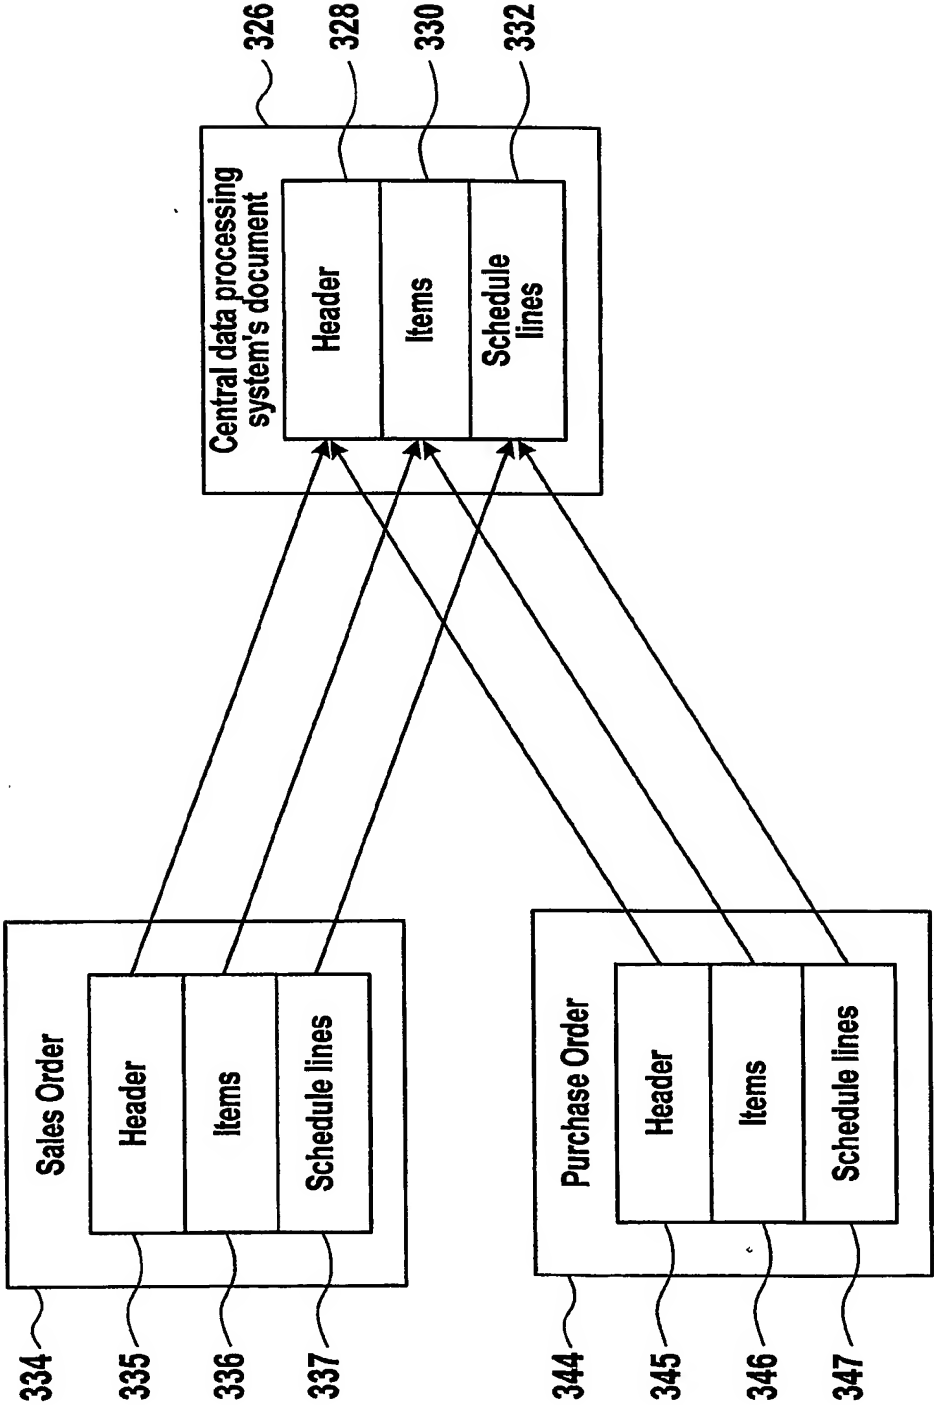 334
Sales Order
335
Header
336
Items
337
Schedule lines
344
Purchase Order
345
Header
346
Items
347
Schedule lines
Central data processing
system's document
326
Header
328
Items
330
Schedule
lines
332